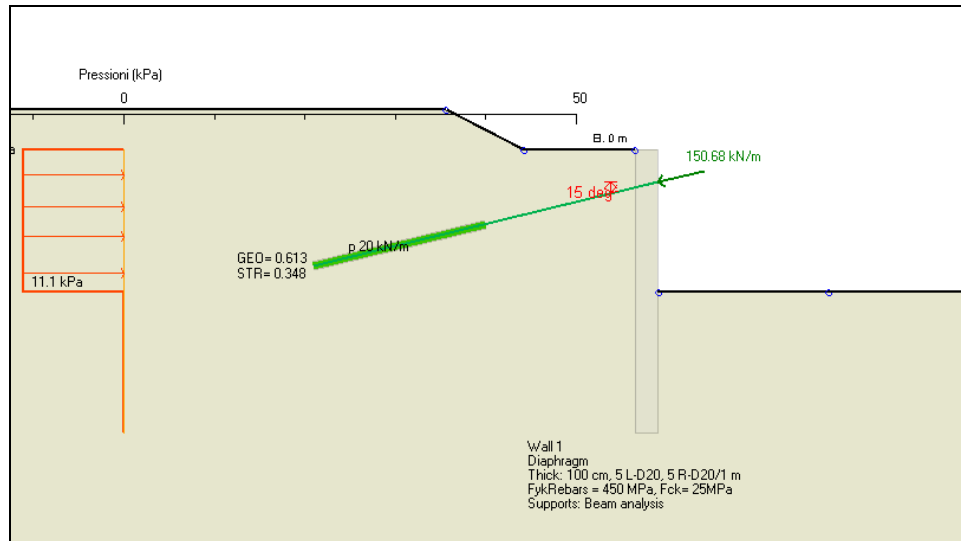 Pressioni (kPa)
0
50
El. 0 m
150.68 kN/m
15 deg
p 20 kN/m
GEO= 0.613
STR= 0.348
11.1 kPa
Wall 1
Diaphragm
Thick: 100 cm, 5 L-D20, 5 R-D20/1 m
FykRebars = 450 MPa, Fck= 25MPa
Supports: Beam analysis